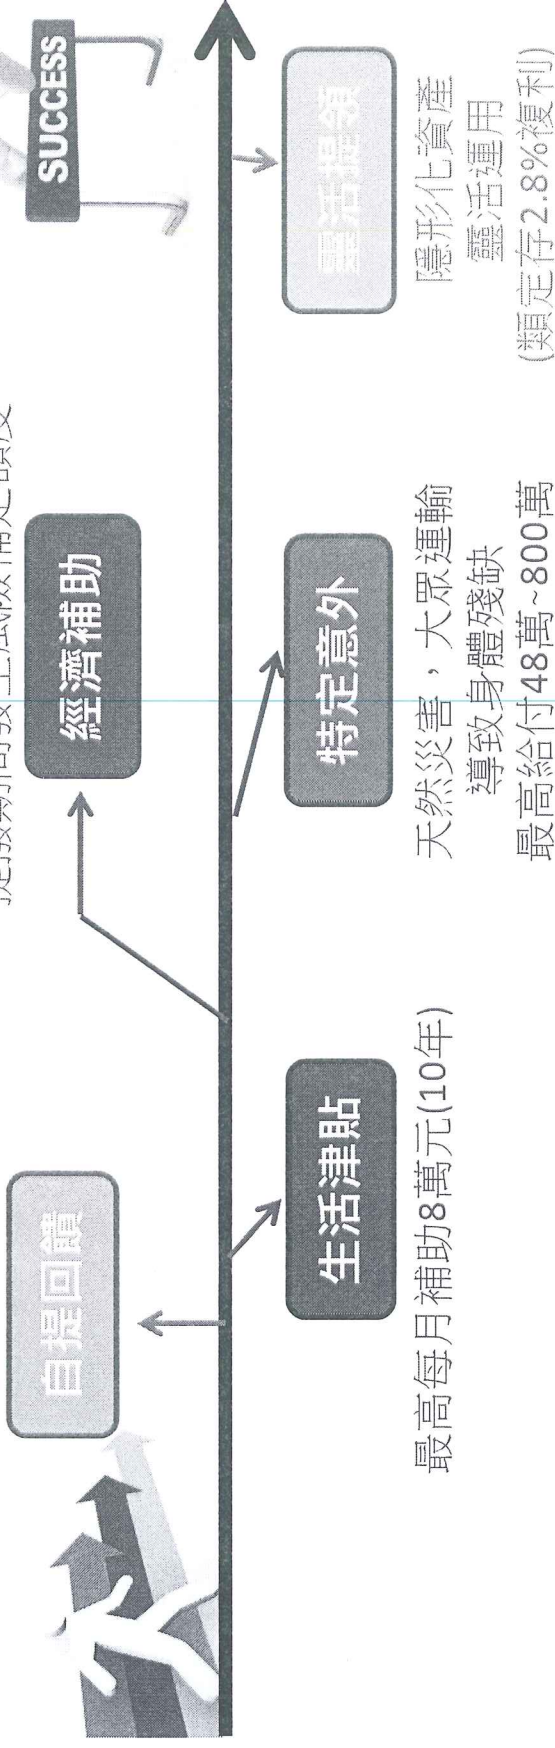 SUCCESS
經濟補助
自提回饋
靈活提領
隱形化資產
靈活運用
(類定存2.8%複利)
特定意外
天然災害，大眾運輸
導致身體殘缺
最高給付48萬~800萬
生活津貼
最高每月補助8萬元(10年)